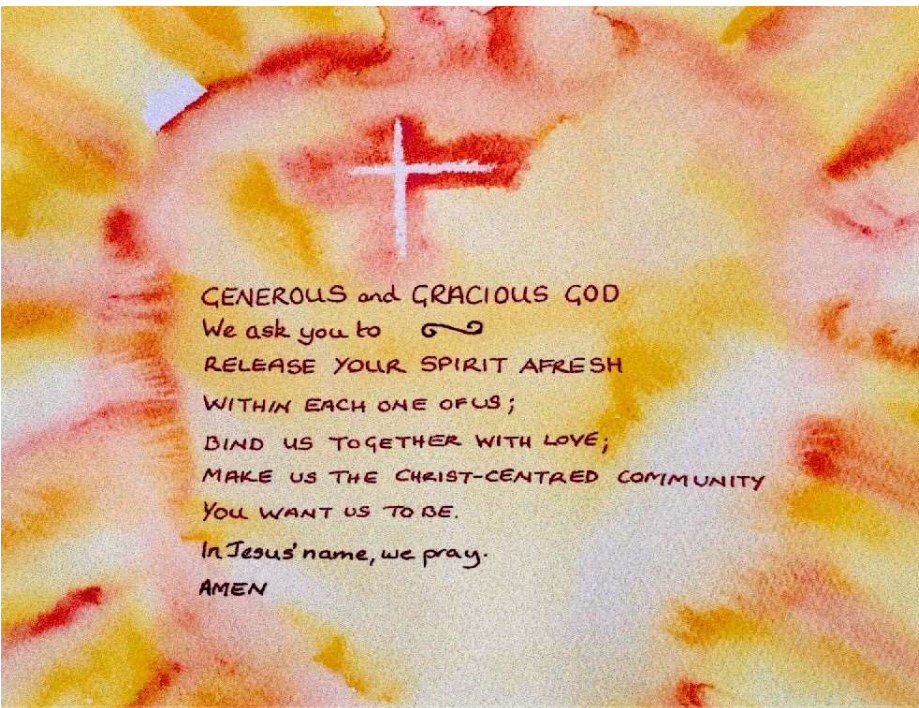 GENEROUS and GRACIOUS GOD
We ask you to
RELEASE YOUR SPIRIT AFRESH
WITHIN EACH ONE OF US;
BIND US TOGETHER WITH LOVE;
MAKE US THE CHRIST-CENTRED COMMUNITY
YOU WANT US TO BE.
In Jesus' name, we pray.
AMEN